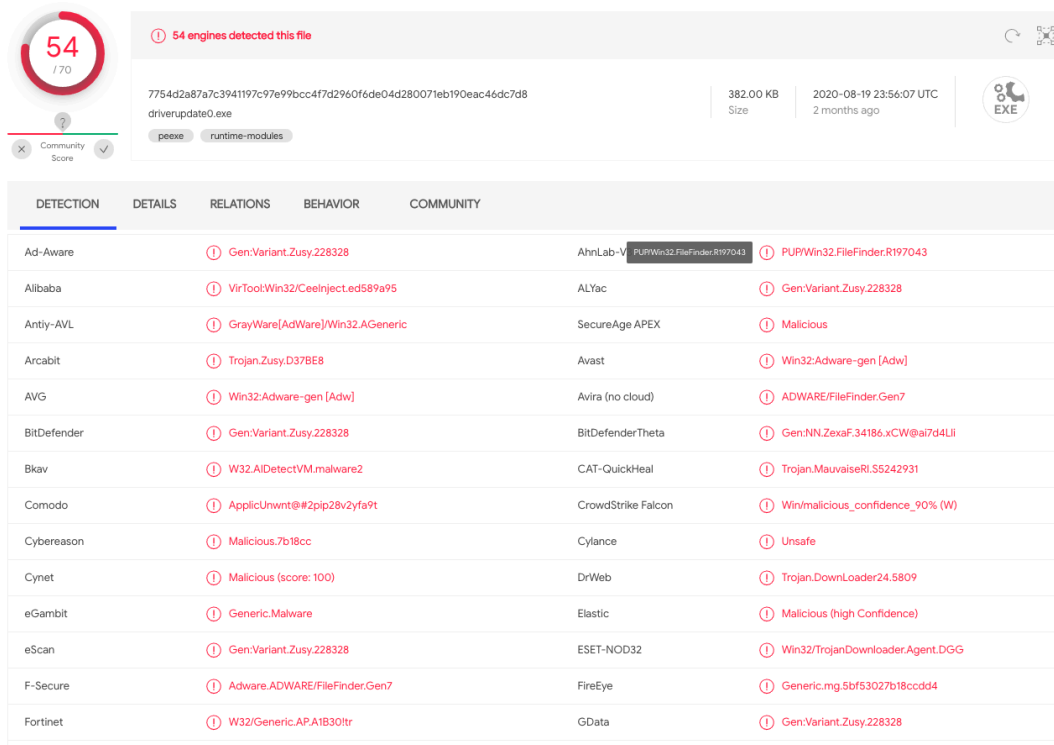 54
/ 70
?
Community
Score
54 engines detected this file
7754d2a87a7c3941197c97e99bcc4f7d2960f6de04d280071eb190eac46dc7d8
driverupdate0.exe
peexe runtime-modules
382.00 KB
Size
2020-08-19 23:56:07 UTC
2 months ago
EXE
DETECTION DETAILS RELATIONS BEHAVIOR COMMUNITY
Ad-Aware Gen:Variant.Zusy.228328 AhnLab-V PUP/Win32.FileFinder.R197043 PUP/Win32.FileFinder.R197043
Alibaba VirTool:Win32/CeeInject.ed589a95 ALYac Gen:Variant.Zusy.228328
Antiy-AVL GrayWare[AdWare]/Win32.AGeneric SecureAge APEX Malicious
Arcabit Trojan.Zusy.D37BE8 Avast Win32:Adware-gen [Adw]
AVG Win32:Adware-gen [Adw] Avira (no cloud) ADWARE/FileFinder.Gen7
BitDefender Gen:Variant.Zusy.228328 BitDefenderTheta Gen:NN.ZexaF.34186.xCW@ai7d4Lli
Bkav W32.AIDetectVM.malware2 CAT-QuickHeal Trojan.MauvaiseRI.S5242931
Comodo ApplicUnwnt@#2pip28v2yfa9t CrowdStrike Falcon Win/malicious_confidence_90% (W)
Cybereason Malicious.7b18cc Cylance Unsafe
Cynet Malicious (score: 100) DrWeb Trojan.DownLoader24.5809
eGambit Generic.Malware Elastic Malicious (high Confidence)
eScan Gen:Variant.Zusy.228328 ESET-NOD32 Win32/TrojanDownloader.Agent.DGG
F-Secure Adware.ADWARE/FileFinder.Gen7 FireEye Generic.mg.5bf53027b18ccdd4
Fortinet W32/Generic.AP.A1B30!tr GData Gen:Variant.Zusy.228328